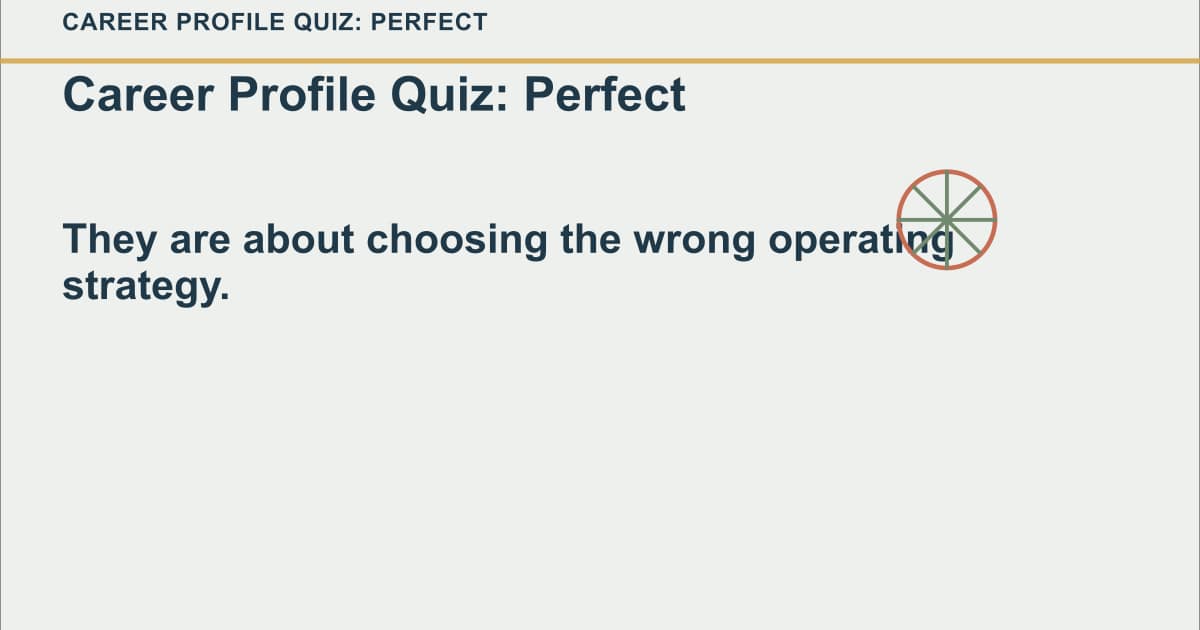 CAREER PROFILE QUIZ: PERFECT
Career Profile Quiz: Perfect
They are about choosing the wrong operating
strategy.